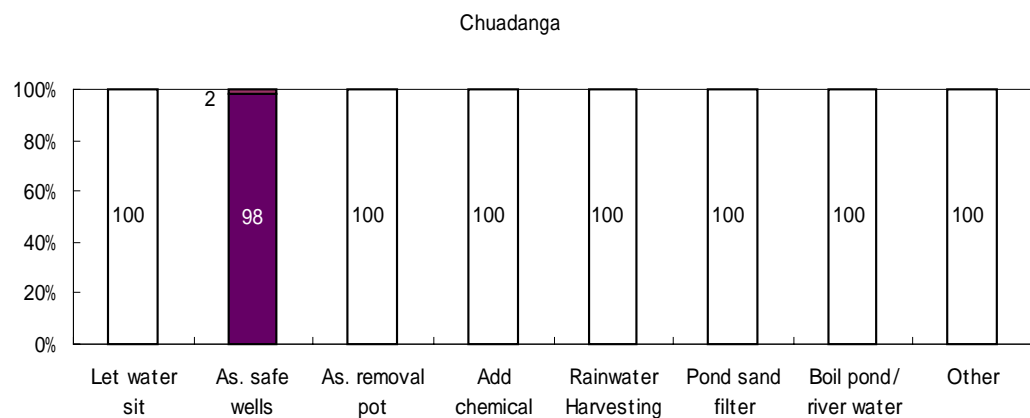 Chuadanga
100%
80%
60%
40%
20%
0%
2
100
98
100
100
100
100
100
100
Let water sit
As. safe wells
As. removal pot
Add chemical
Rainwater Harvesting
Pond sand filter
Boil pond/ river water
Other